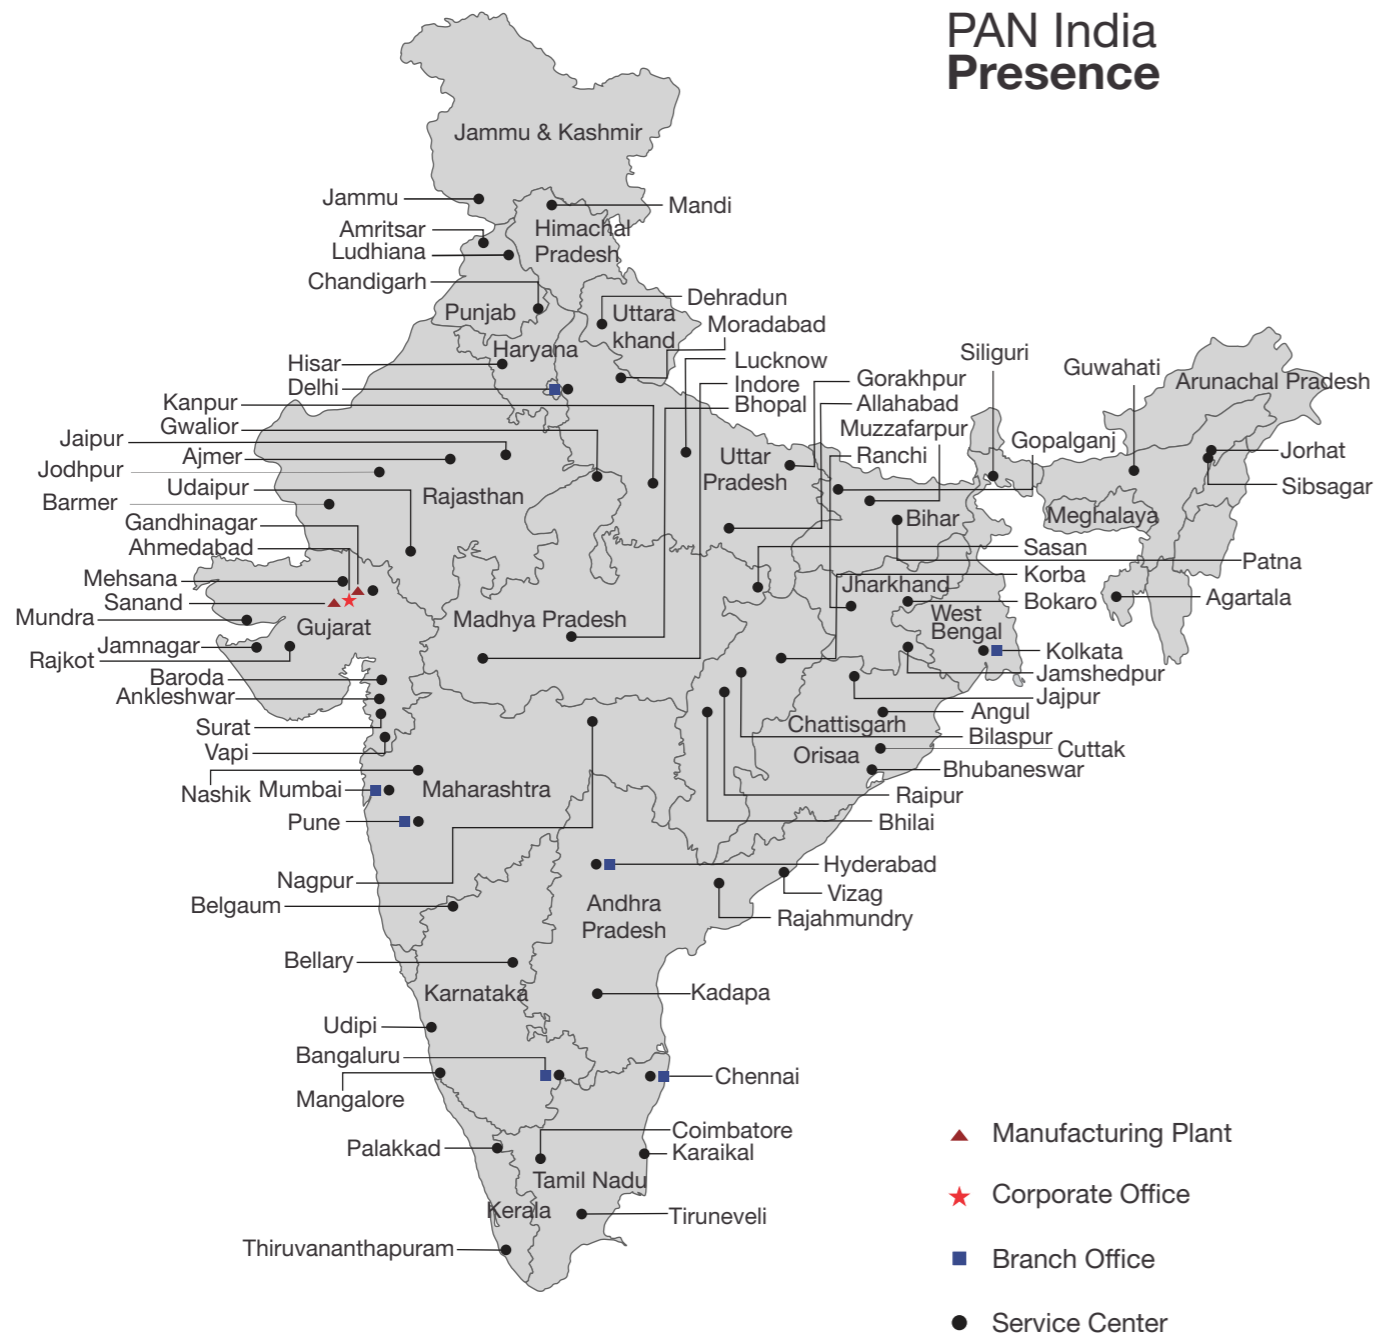 PAN India
Presence
Jammu & Kashmir
Jammu
Mandi
Amritsar
Himachal
Pradesh
Ludhiana
Chandigarh
Dehradun
Punjab
Uttara
khand
Moradabad
Haryana
Siliguri
Hisar
Lucknow
Guwahati
Delhi
Indore
Gorakhpur
Arunachal Pradesh
Kanpur
Bhopal
Allahabad
Gwalior
Muzzafarpur
Jaipur
Gopalganj
Ajmer
Uttar
Pradesh
Ranchi
Jorhat
Jodhpur
Udaipur
Rajasthan
Sibsagar
Barmer
Gandhinagar
Bihar
Meghalaya
Ahmedabad
Sasan
Patna
Mehsana
Jharkhand
Korba
Sanand
Bokaro
Agartala
Mundra
Gujarat
Madhya Pradesh
West
Bengal
Jamnagar
Kolkata
Rajkot
Jamshedpur
Baroda
Jajpur
Ankleshwar
Angul
Surat
Chattisgarh
Bilaspur
Vapi
Orisaa
Cuttak
Bhubaneswar
Nashik
Mumbai
Maharashtra
Raipur
Pune
Bhilai
Hyderabad
Nagpur
Vizag
Belgaum
Andhra
Pradesh
Rajahmundry
Bellary
Karnataka
Kadapa
Udipi
Bangaluru
Chennai
Mangalore
Coimbatore
Palakkad
Karaikal
Tamil Nadu
Kerala
Tiruneveli
Thiruvananthapuram
Manufacturing Plant
Corporate Office
Branch Office
Service Center